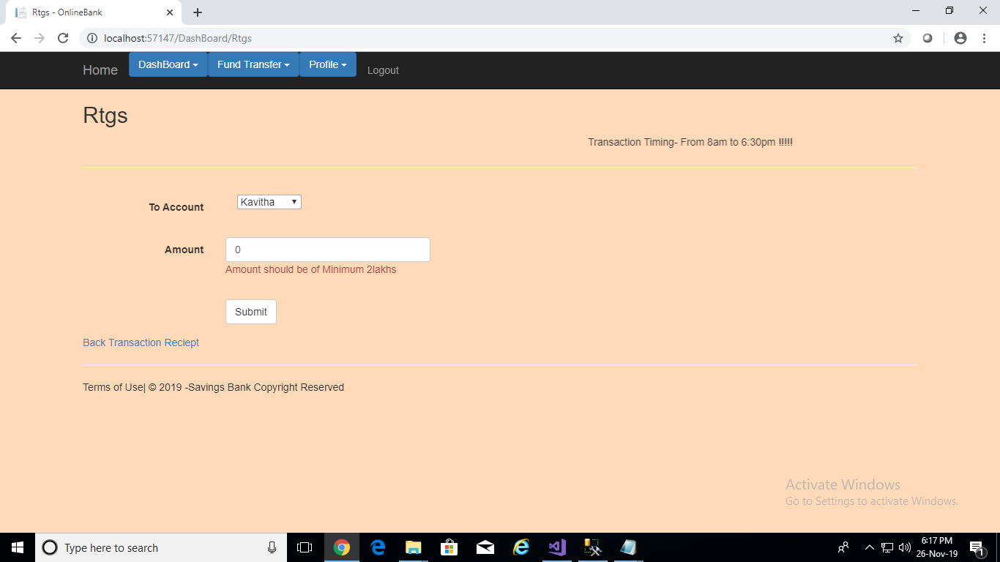 Rtgs - OnlineBank
localhost:57147/DashBoard/Rtgs
Home DashBoard Fund Transfer Profile Logout
Rtgs
Transaction Timing- From 8am to 6:30pm !!!!!
To Account Kavitha
Amount 0
Amount should be of Minimum 2lakhs
Submit
Back Transaction Reciept
Terms of Use| © 2019 -Savings Bank Copyright Reserved
Activate Windows
Go to Settings to activate Windows.
Type here to search
6:17 PM
26-Nov-19
1